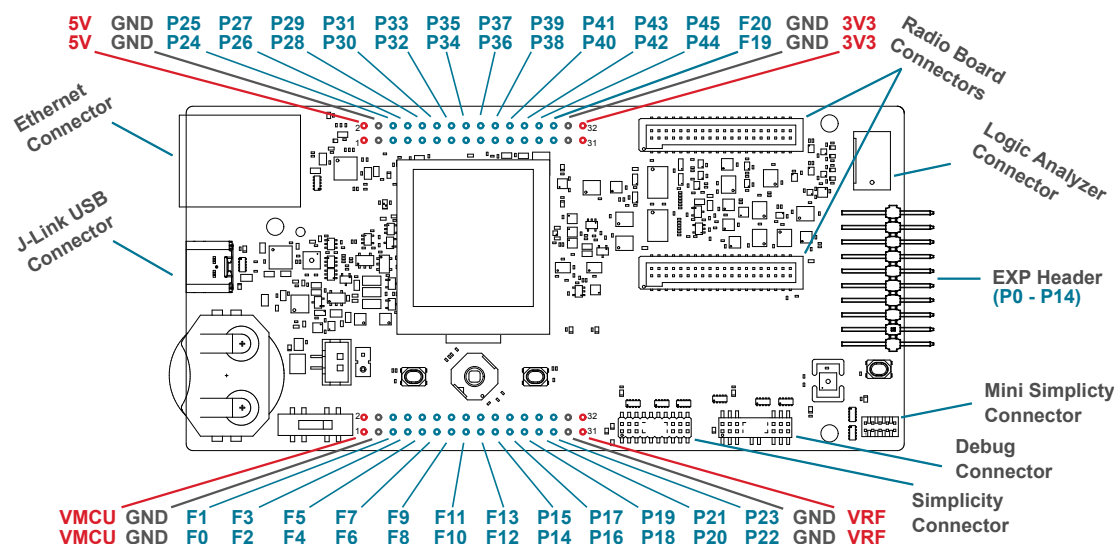 5V GND P25 P27 P29 P31 P33 P35 P37 P39 P41 P43 P45 F20 GND 3V3
5V GND P24 P26 P28 P30 P32 P34 P36 P38 P40 P42 P44 F19 GND 3V3
Radio Board
Connectors
Ethernet
Connector
2
32
1
31
Logic Analyzer
Connector
J-Link USB
Connector
EXP Header
(P0 - P14)
Mini Simplicty
Connector
2
32
1
31
Debug
Connector
Simplicity
Connector
VMCU GND F1 F3 F5 F7 F9 F11 F13 P15 P17 P19 P21 P23 GND VRF
VMCU GND F0 F2 F4 F6 F8 F10 F12 P14 P16 P18 P20 P22 GND VRF